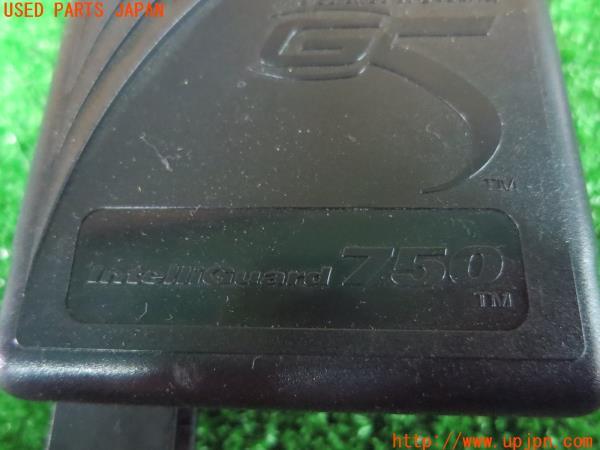 USED PARTS JAPAN
G5
TM
IntelliGuard 750
TM
http://www.upjpn.com